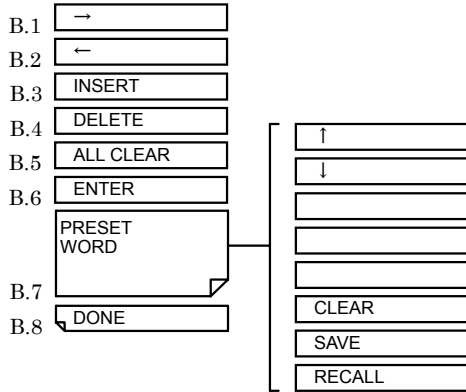 B.1 →
B.2 ←
B.3 INSERT
B.4 DELETE
B.5 ALL CLEAR
B.6 ENTER
PRESET
WORD
B.7
B.8 DONE
↑
↓
CLEAR
SAVE
RECALL